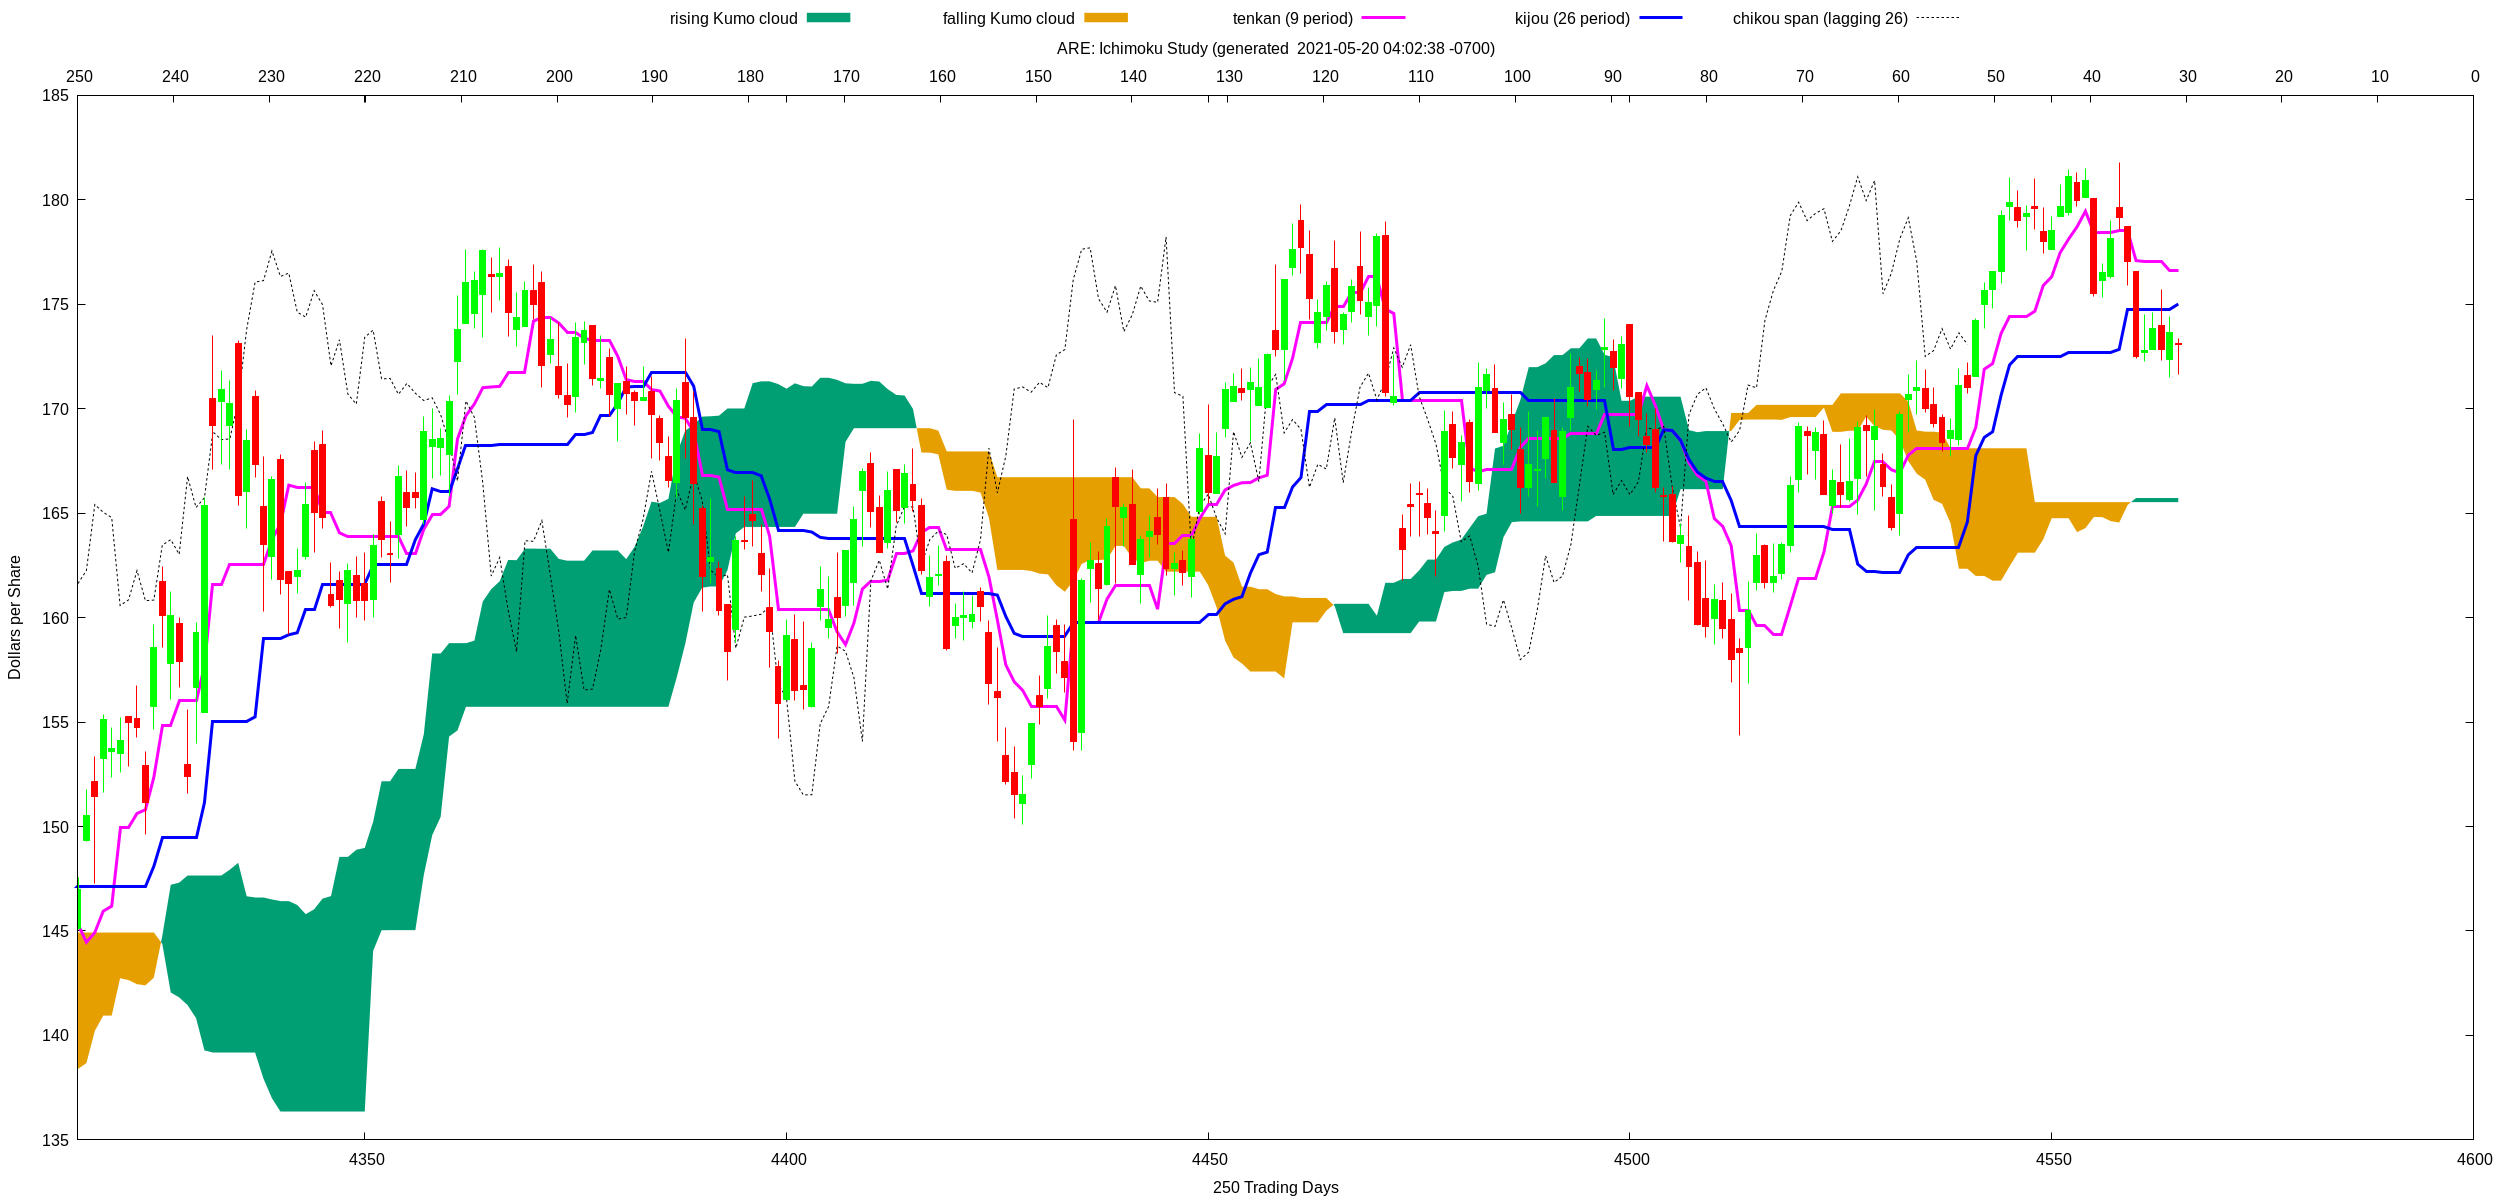 rising Kumo cloud falling Kumo cloud tenkan (9 period) kijou (26 period) chikou span (lagging 26)
ARE: Ichimoku Study (generated  2021-05-20 04:02:38 -0700)
250 240 230 220 210 200 190 180 170 160 150 140 130 120 110 100 90 80 70 60 50 40 30 20 10 0
185
180
175
170
165
160
155
150
145
140
135
Dollars per Share
4350 4400 4450 4500 4550 4600
250 Trading Days